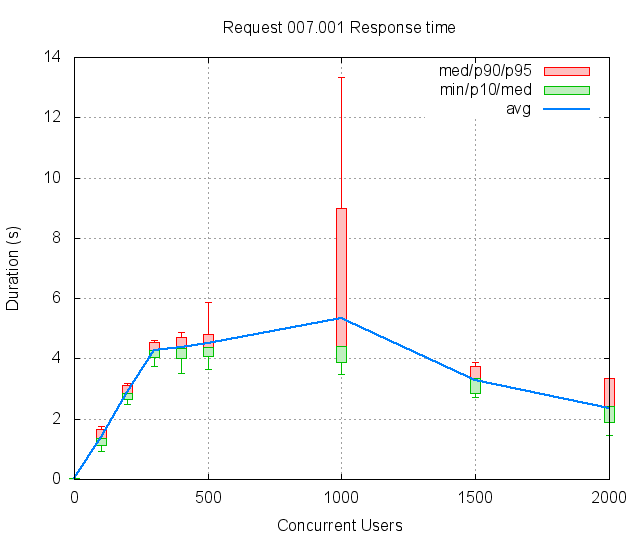 Request 007.001 Response time
14
12
10
8
6
4
2
0
Duration (s)
med/p90/p95
min/p10/med
avg
0 500 1000 1500 2000
Concurrent Users